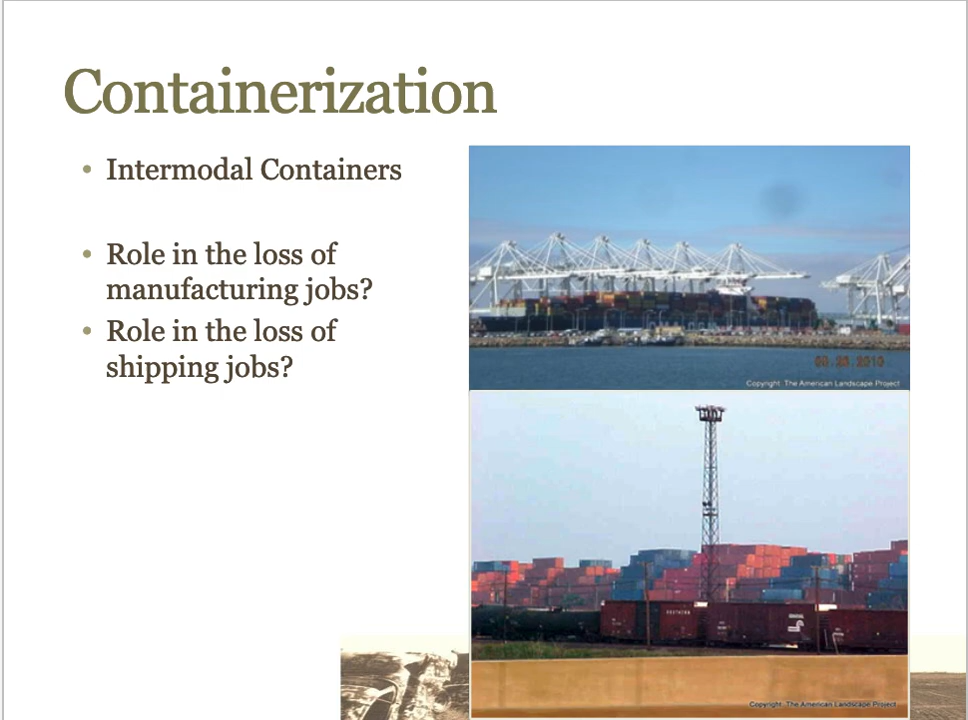 Containerization
• Intermodal Containers
• Role in the loss of
manufacturing jobs?
• Role in the loss of
shipping jobs?
Copyright: The American Landscape Project
Copyright: The American Landscape Project